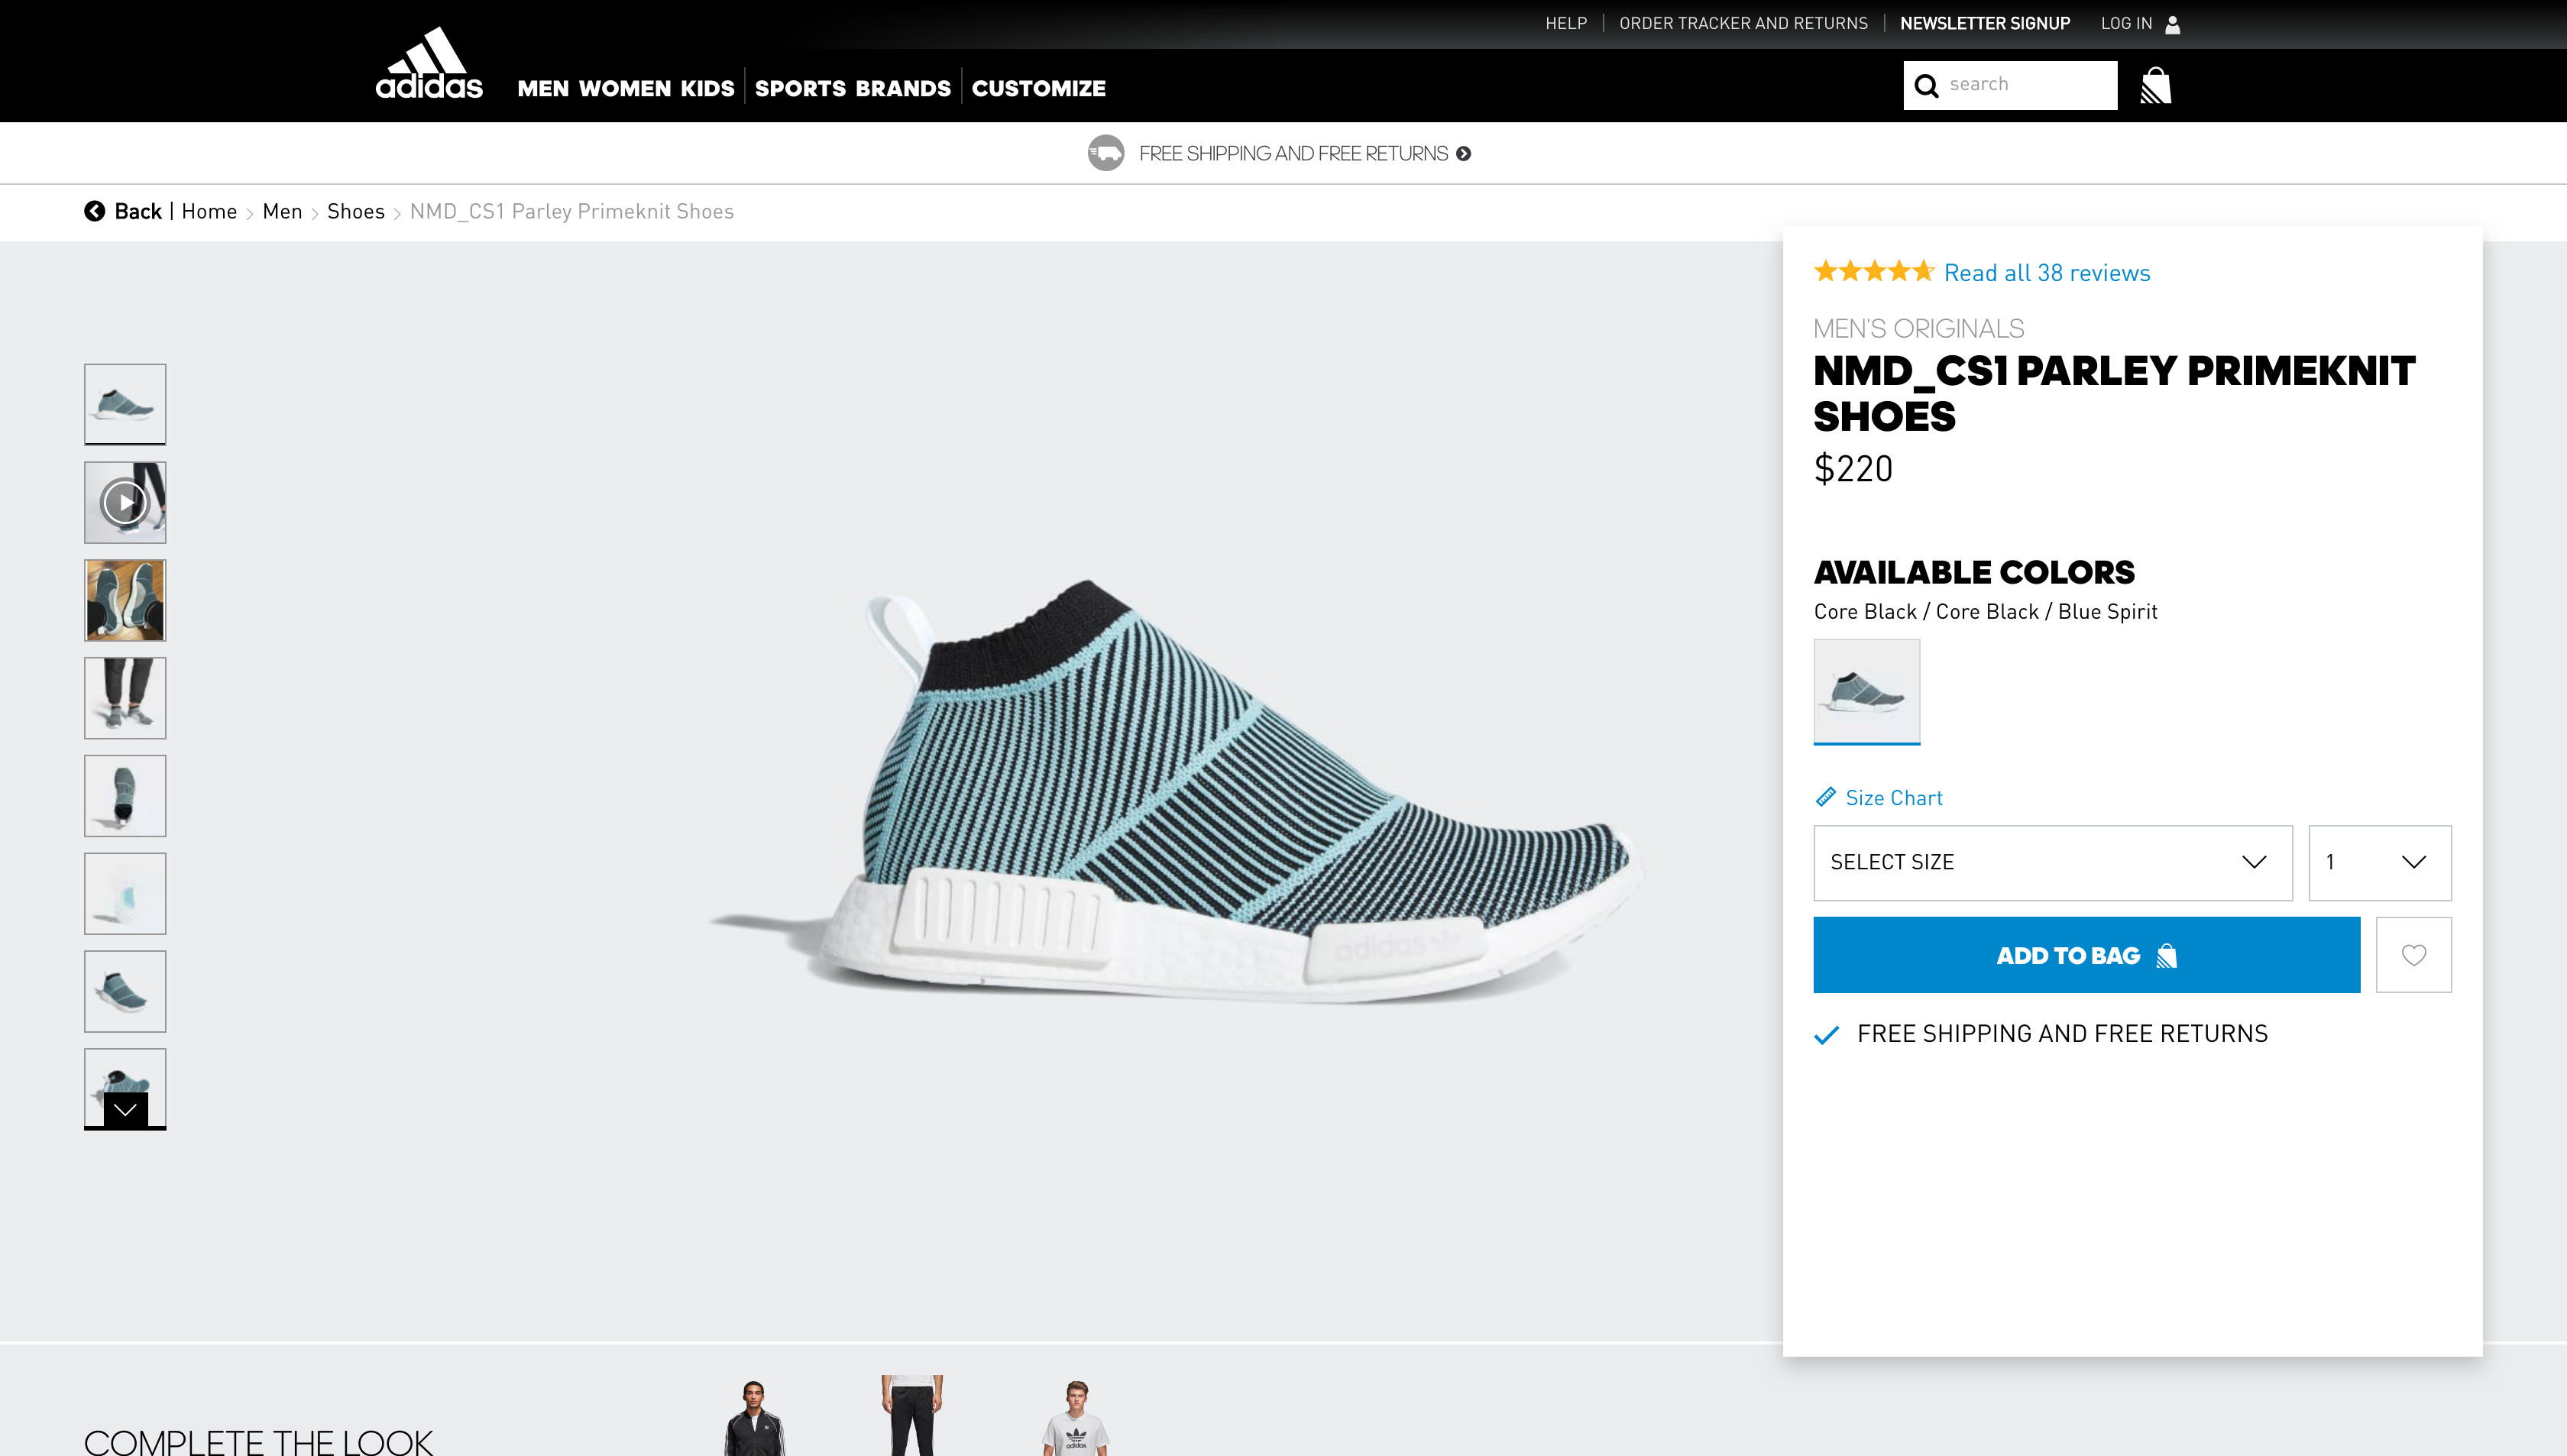 HELP
ORDER TRACKER AND RETURNS
NEWSLETTER SIGNUP
LOG IN
adidas
MEN WOMEN KIDS SPORTS BRANDS CUSTOMIZE
search
FREE SHIPPING AND FREE RETURNS
Back | Home > Men > Shoes > NMD_CS1 Parley Primeknit Shoes
Read all 38 reviews
MEN'S ORIGINALS
NMD_CS1 PARLEY PRIMEKNIT
SHOES
$220
AVAILABLE COLORS
Core Black / Core Black / Blue Spirit
Size Chart
SELECT SIZE
1
ADD TO BAG
FREE SHIPPING AND FREE RETURNS
adidas
COMPLETE THE LOOK
adidas